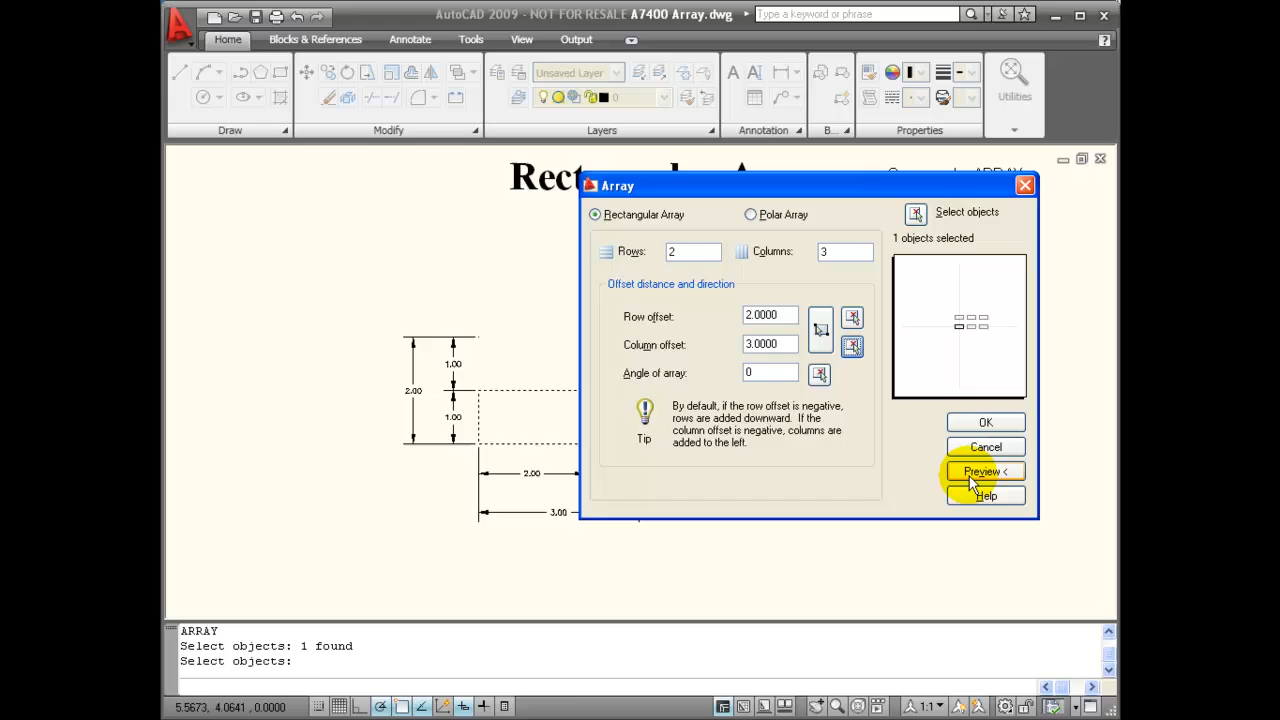 AutoCAD 2009 - NOT FOR RESALE A7400 Array.dwg
Type a keyword or phrase
Home Blocks & References Annotate Tools View Output
Unsaved Layer
0
Utilities
Draw Modify Layers Annotation B... Properties
Array
Rectangular Array Polar Array Select objects
1 objects selected
Rows: 2 Columns: 3
Offset distance and direction
Row offset: 2.0000
Column offset: 3.0000
Angle of array: 0
By default, if the row offset is negative,
rows are added downward. If the
column offset is negative, columns are
added to the left.
Tip
OK
Cancel
Preview <
Help
1.00
2.00
1.00
2.00
3.00
ARRAY
Select objects: 1 found
Select objects:
5.5673, 4.0641, 0.0000
1:1